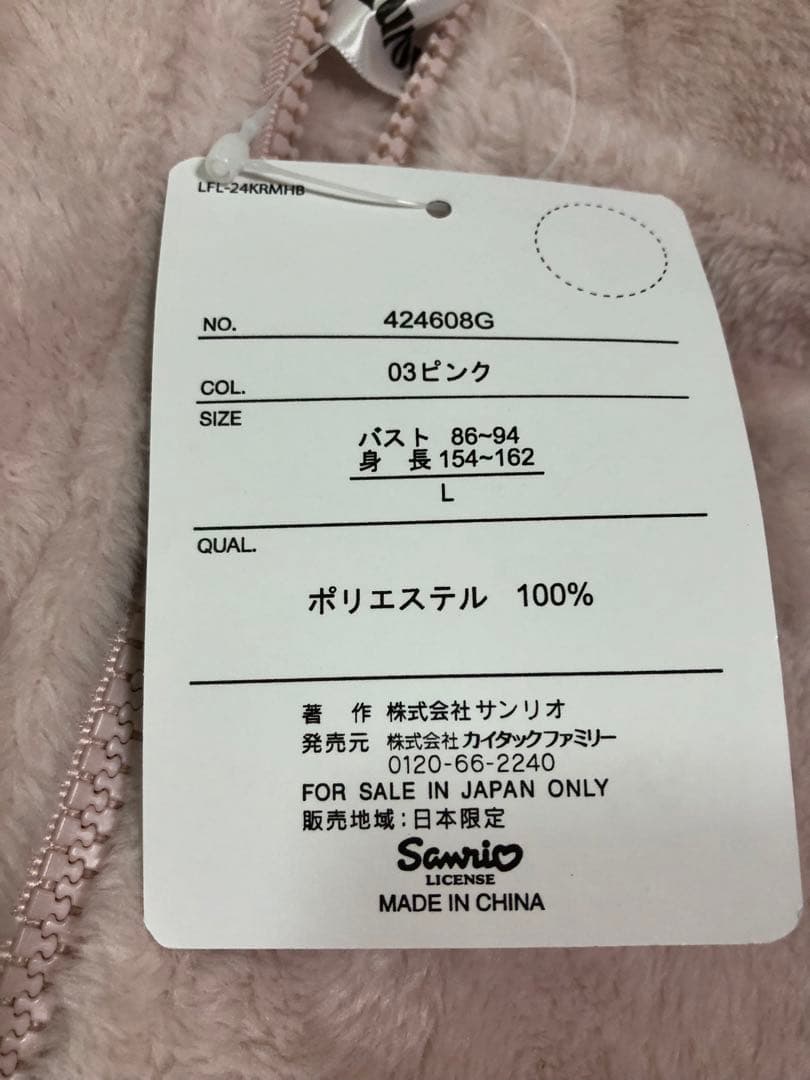 LFL-24KRMHB
NO. 424608G
COL. 03ピンク
SIZE
バスト 86~94
身 長 154~162
L
QUAL.
ポリエステル 100%
著 作 株式会社サンリオ
発売元 株式会社カイタックファミリー
0120-66-2240
FOR SALE IN JAPAN ONLY
販売地域:日本限定
Sanrio
LICENSE
MADE IN CHINA